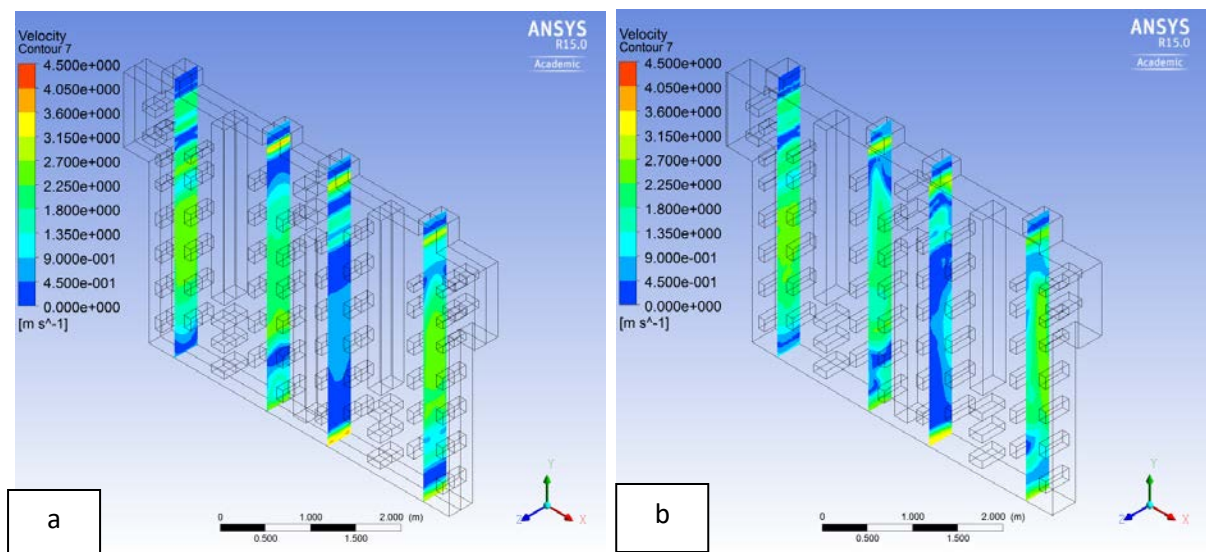 Velocity
Contour 7
4.500e+000
4.050e+000
3.600e+000
3.150e+000
2.700e+000
2.250e+000
1.800e+000
1.350e+000
9.000e-001
4.500e-001
0.000e+000
[m s^-1]
ANSYS
R15.0
Academic
0 1.000 2.000 (m)
0.500 1.500
Y
Z X
a
Velocity
Contour 7
4.500e+000
4.050e+000
3.600e+000
3.150e+000
2.700e+000
2.250e+000
1.800e+000
1.350e+000
9.000e-001
4.500e-001
0.000e+000
[m s^-1]
ANSYS
R15.0
Academic
0 1.000 2.000 (m)
0.500 1.500
Y
Z X
b